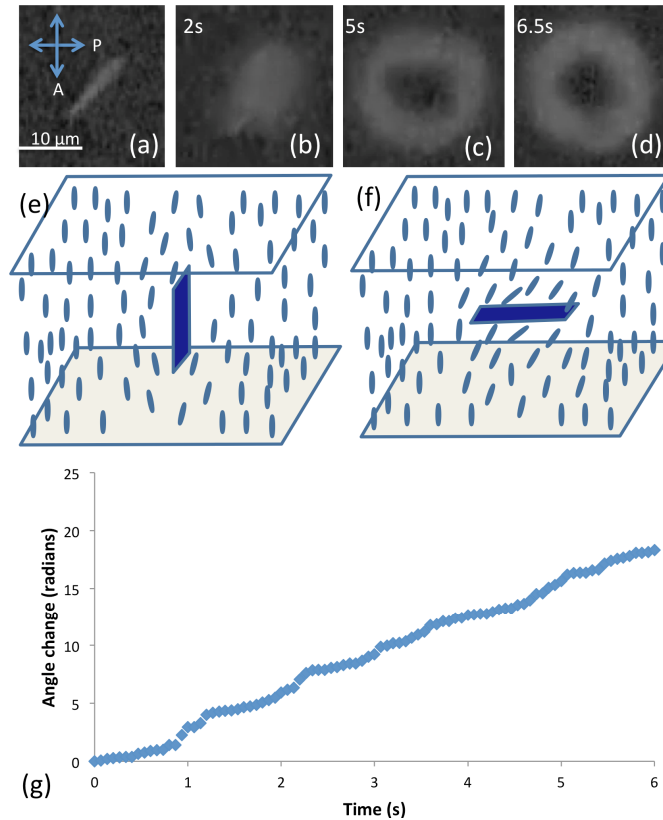 2s
5s
6.5s
P
A
10 μm
(a)
(b)
(c)
(d)
(e)
(f)
25
20
15
10
5
0
Angle change (radians)
0 1 2 3 4 5 6
Time (s)
(g)